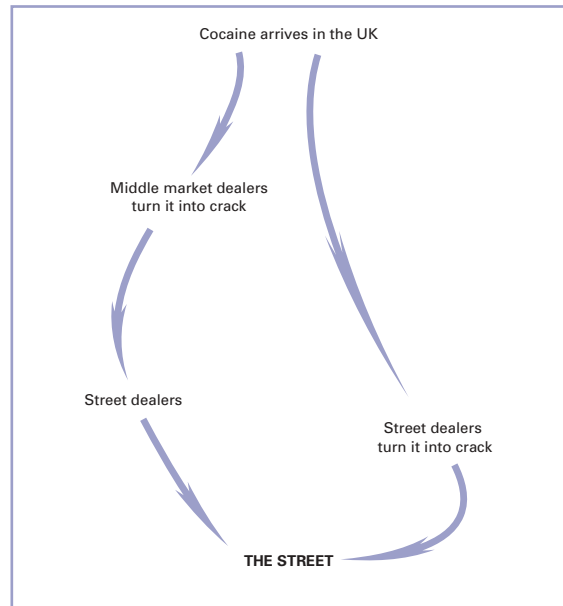 Cocaine arrives in the UK
Middle market dealers
turn it into crack
Street dealers
Street dealers
turn it into crack
THE STREET